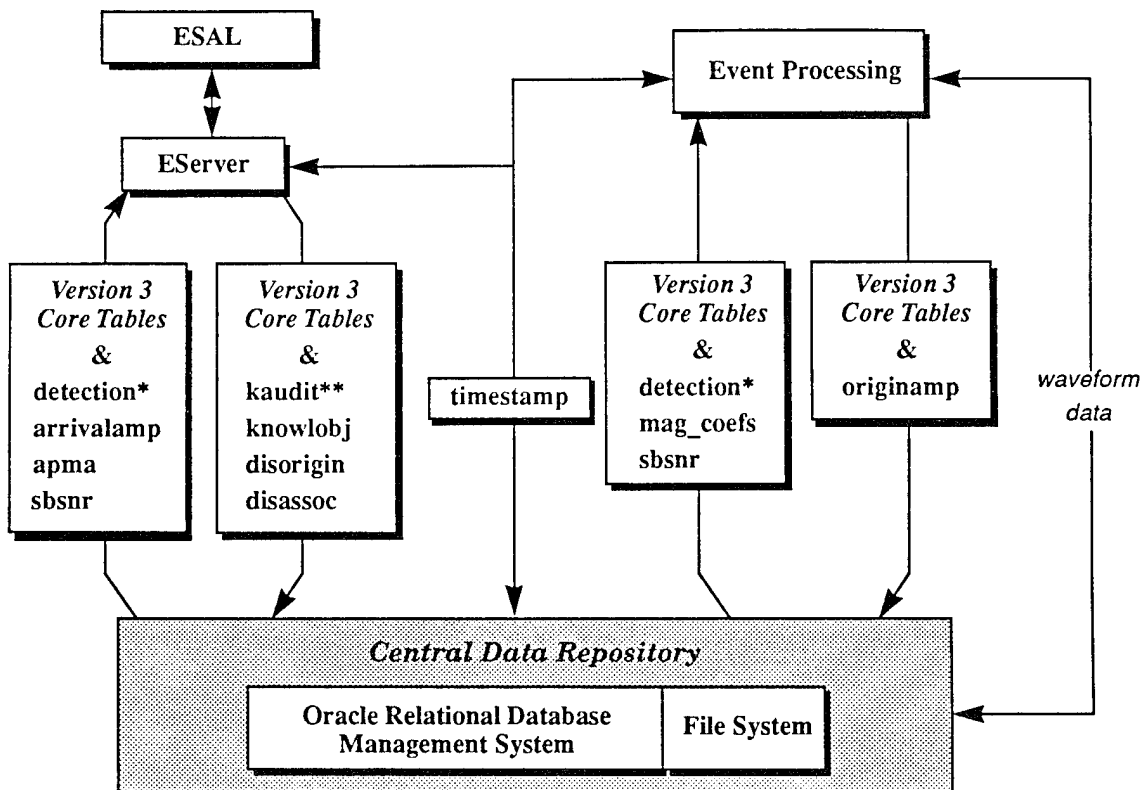 ESAL
Event Processing
EServer
Version 3
Core Tables
&
detection*
arrivalamp
apma
sbsnr
Version 3
Core Tables
&
kaudit**
knowlobj
disorigin
disassoc
timestamp
Version 3
Core Tables
&
detection*
mag_coefs
sbsnr
Version 3
Core Tables
&
originamp
waveform
data
Central Data Repository
Oracle Relational Database
Management System
File System